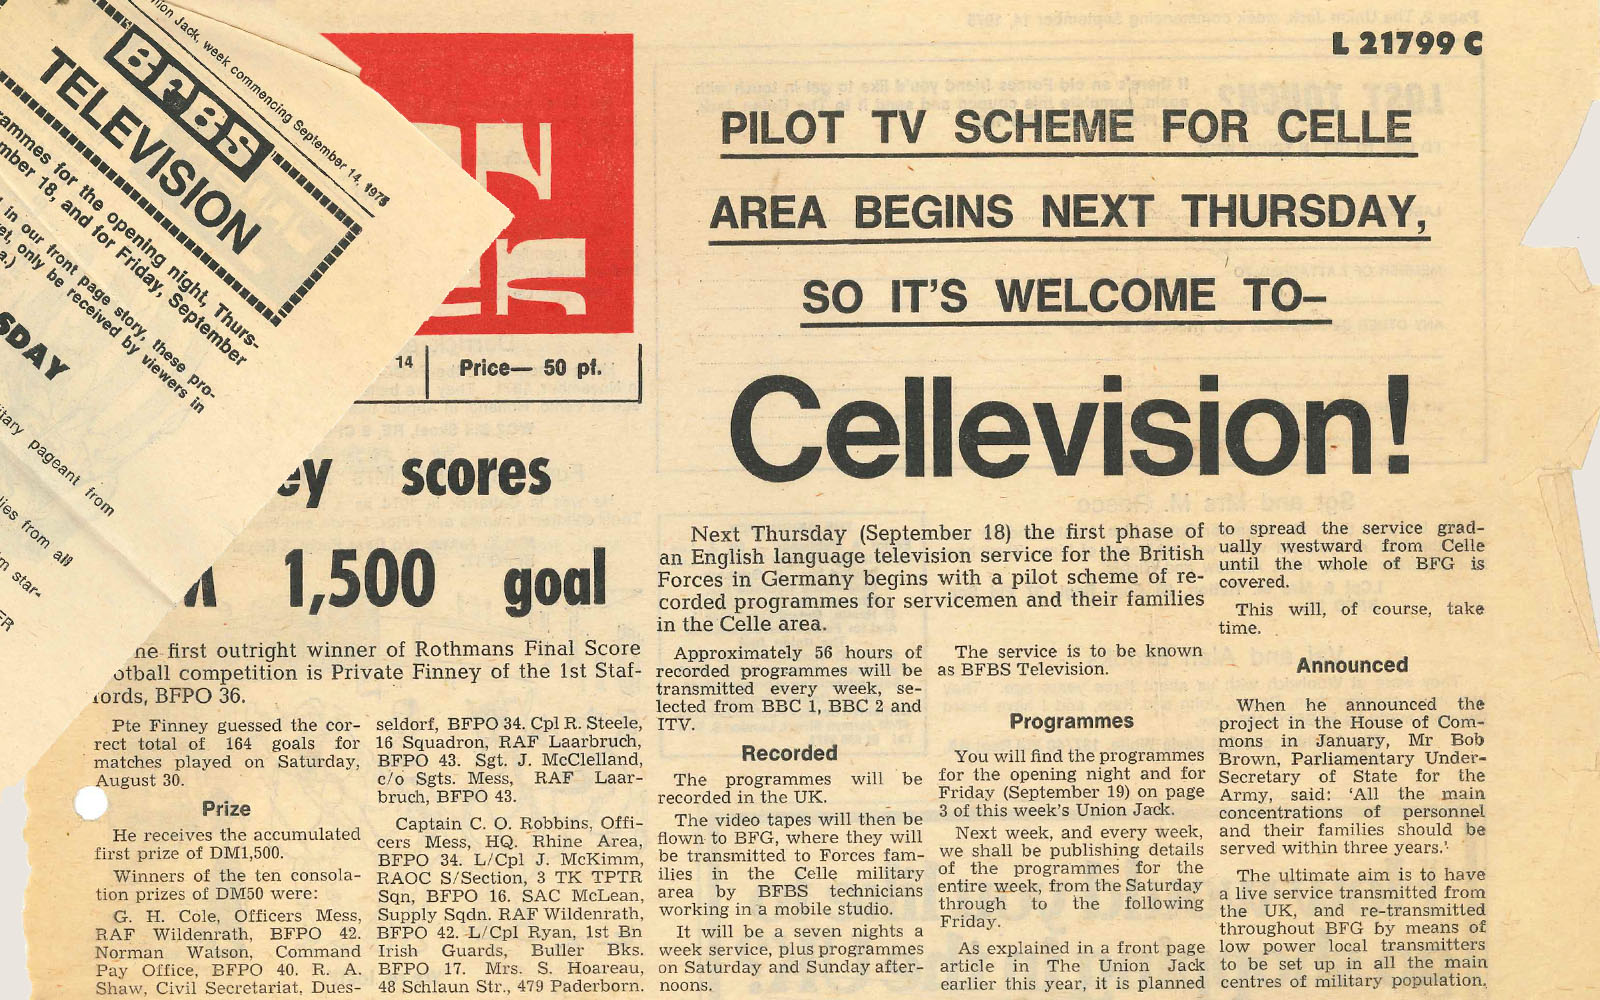 Union Jack, week commencing September 14, 1975
BFBS
TELEVISION
for the opening night, Thurs-
18, and for Friday, September
in our front page story, these pro-
only be received by viewers in
pageant from
from all
star-
L 21799 C
14
Price— 50 pf.
PILOT TV SCHEME FOR CELLE
AREA BEGINS NEXT THURSDAY,
SO IT'S WELCOME TO—
Cellevision!
scores
1,500 goal
first outright winner of Rothmans Final Score
competition is Private Finney of the 1st Staf-
fords, BFPO 36.
Pte Finney guessed the cor-
rect total of 164 goals for
matches played on Saturday,
August 30.
Prize
He receives the accumulated
first prize of DM1,500.
Winners of the ten consola-
tion prizes of DM50 were:
G. H. Cole, Officers Mess,
RAF Wildenrath, BFPO 42.
Norman Watson, Command
Pay Office, BFPO 40. R. A.
Shaw, Civil Secretariat, Dues-
seldorf, BFPO 34. Cpl R. Steele,
16 Squadron, RAF Laarbruch,
BFPO 43. Sgt. J. McClelland,
c/o Sgts. Mess, RAF Laar-
bruch, BFPO 43.
Captain C. O. Robbins, Offi-
cers Mess, HQ. Rhine Area,
BFPO 34. L/Cpl J. McKimm,
RAOC S/Section, 3 TK TPTR
Sqn, BFPO 16. SAC McLean,
Supply Sqdn. RAF Wildenrath,
BFPO 42. L/Cpl Ryan, 1st Bn
Irish Guards, Buller Bks.
BFPO 17. Mrs. S. Hoareau,
48 Schlaun Str., 479 Paderborn.
Next Thursday (September 18) the first phase of
an English language television service for the British
Forces in Germany begins with a pilot scheme of re-
corded programmes for servicemen and their families
in the Celle area.
Approximately 56 hours of
recorded programmes will be
transmitted every week, se-
lected from BBC 1, BBC 2 and
ITV.
Recorded
The programmes will be
recorded in the UK.
The video tapes will then be
flown to BFG, where they will
be transmitted to Forces fam-
ilies in the Celle military
area by BFBS technicians
working in a mobile studio.
It will be a seven nights a
week service, plus programmes
on Saturday and Sunday after-
noons.
The service is to be known
as BFBS Television.
Programmes
You will find the programmes
for the opening night and for
Friday (September 19) on page
3 of this week's Union Jack.
Next week, and every week,
we shall be publishing details
of the programmes for the
entire week, from the Saturday
through to the following
Friday.
As explained in a front page
article in The Union Jack
earlier this year, it is planned
to spread the service grad-
ually westward from Celle
until the whole of BFG is
covered.
This will, of course, take
time.
Announced
When he announced the
project in the House of Com-
mons in January, Mr Bob
Brown, Parliamentary Under-
Secretary of State for the
Army, said: 'All the main
concentrations of personnel
and their families should be
served within three years.'
The ultimate aim is to have
a live service transmitted from
the UK, and re-transmitted
throughout BFG by means of
low power local transmitters
to be set up in all the main
centres of military population.